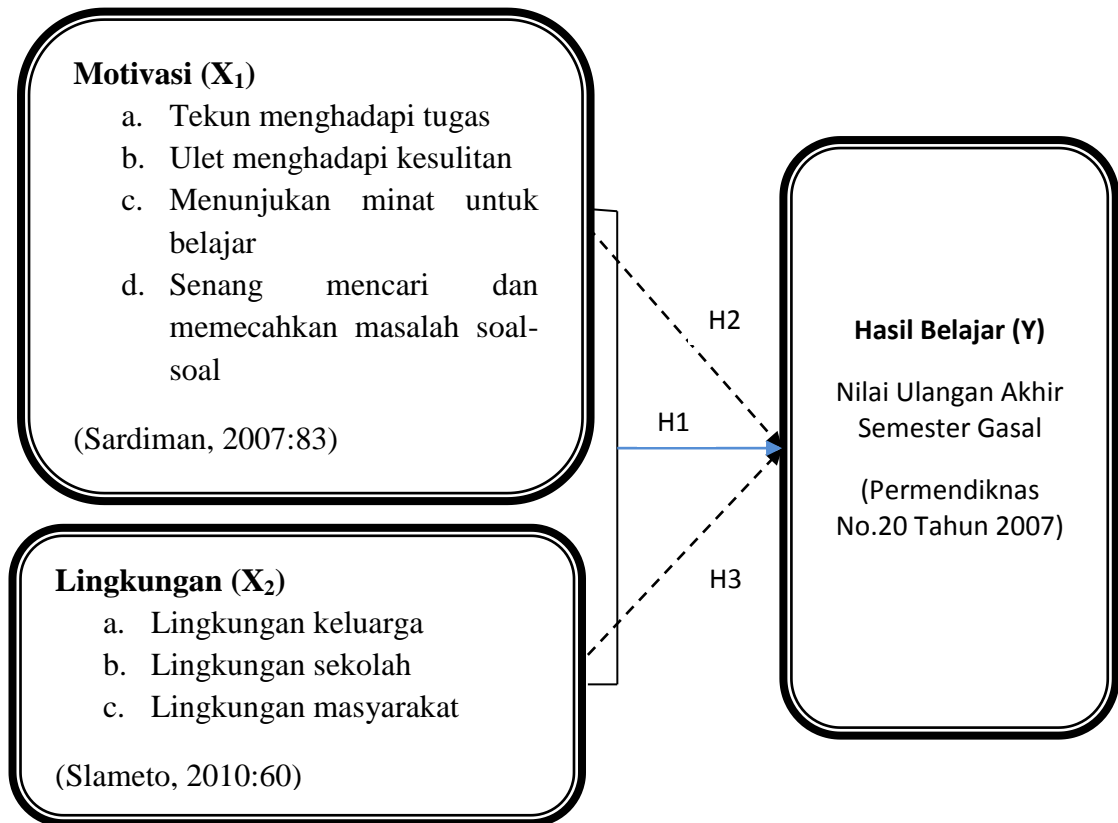 Motivasi (X₁)
a. Tekun menghadapi tugas
b. Ulet menghadapi kesulitan
c. Menunjukan minat untuk
belajar
d. Senang mencari dan
memecahkan masalah soal-
soal
(Sardiman, 2007:83)
Lingkungan (X₂)
a. Lingkungan keluarga
b. Lingkungan sekolah
c. Lingkungan masyarakat
(Slameto, 2010:60)
H2
H1
H3
Hasil Belajar (Y)
Nilai Ulangan Akhir
Semester Gasal
(Permendiknas
No.20 Tahun 2007)